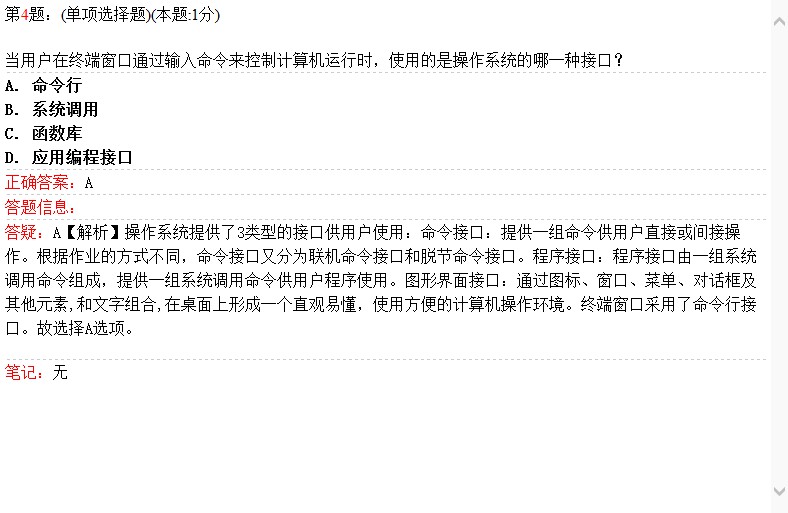 第4题：(单项选择题)(本题:1分)
当用户在终端窗口通过输入命令来控制计算机运行时，使用的是操作系统的哪一种接口？
A. 命令行
B. 系统调用
C. 函数库
D. 应用编程接口
正确答案：A
答题信息：
答疑：A【解析】操作系统提供了3类型的接口供用户使用：命令接口：提供一组命令供用户直接或间接操
作。根据作业的方式不同，命令接口又分为联机命令接口和脱节命令接口。程序接口：程序接口由一组系统
调用命令组成，提供一组系统调用命令供用户程序使用。图形界面接口：通过图标、窗口、菜单、对话框及
其他元素,和文字组合,在桌面上形成一个直观易懂，使用方便的计算机操作环境。终端窗口采用了命令行接
口。故选择A选项。
笔记：无